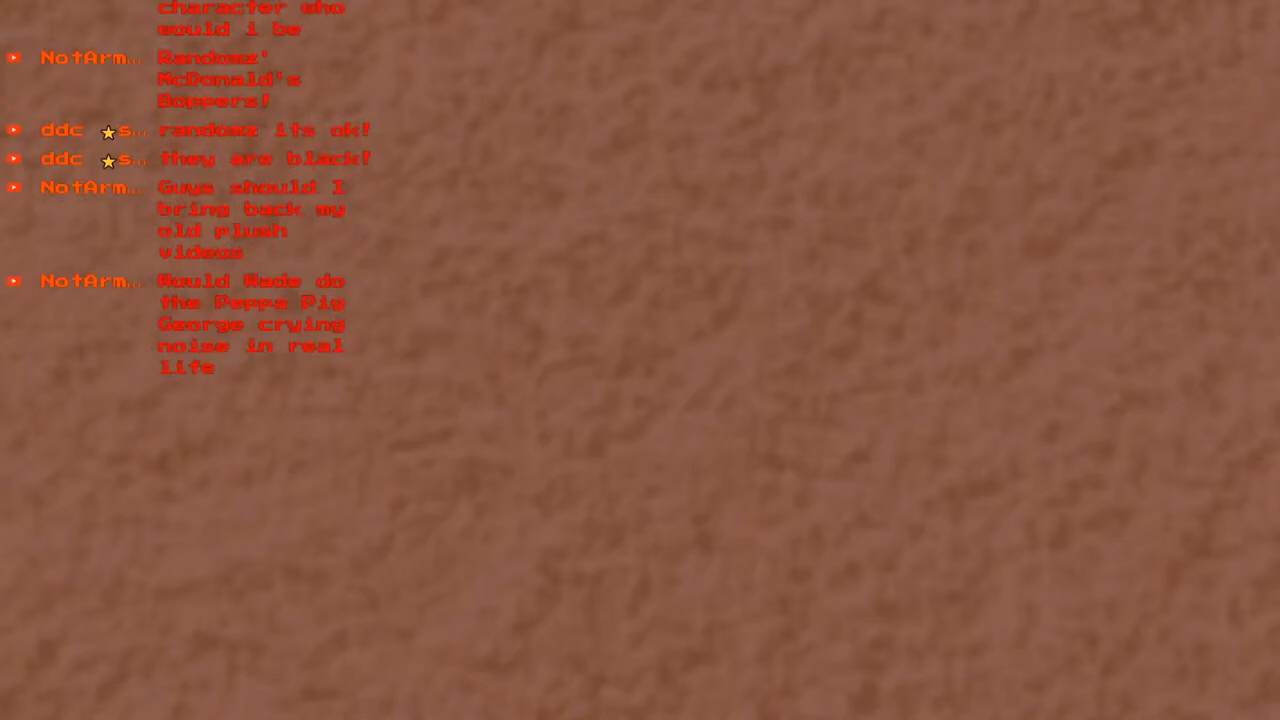 character who
would i be
NotArm... Randomz'
McDonald's
Boppers!
ddc ⭐s... randomz its ok!
ddc ⭐s... they are black!
NotArm... Guys should I
bring back my
old plush
videos
NotArm... Would Wade do
the Peppa Pig
George crying
noise in real
life